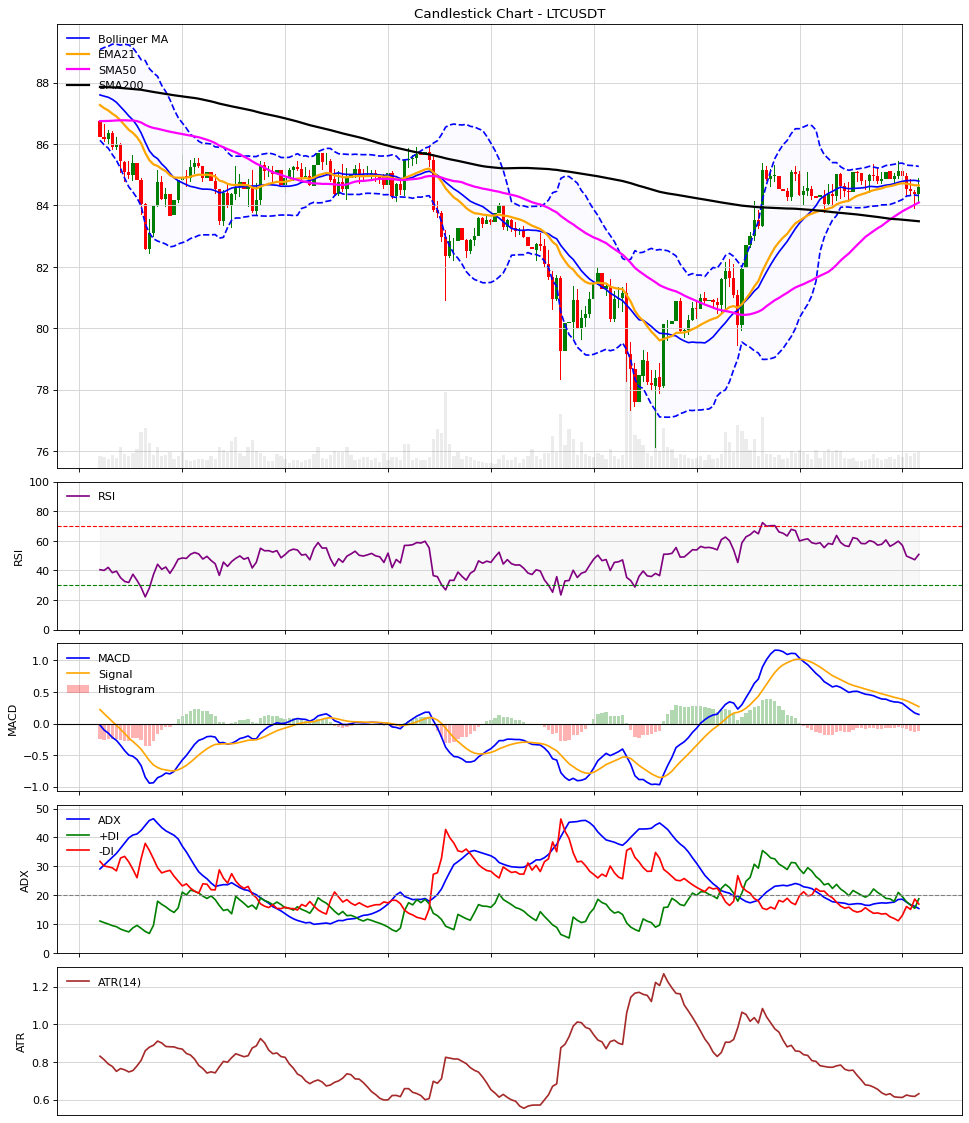 Candlestick Chart - LTCUSDT
Bollinger MA
EMA21
SMA50
SMA200
88
86
84
82
80
78
76
RSI
100
80
60
40
20
0
RSI
MACD
Signal
Histogram
1.0
0.5
0.0
−0.5
−1.0
MACD
ADX
+DI
-DI
50
40
30
20
10
0
ADX
ATR(14)
1.2
1.0
0.8
0.6
ATR